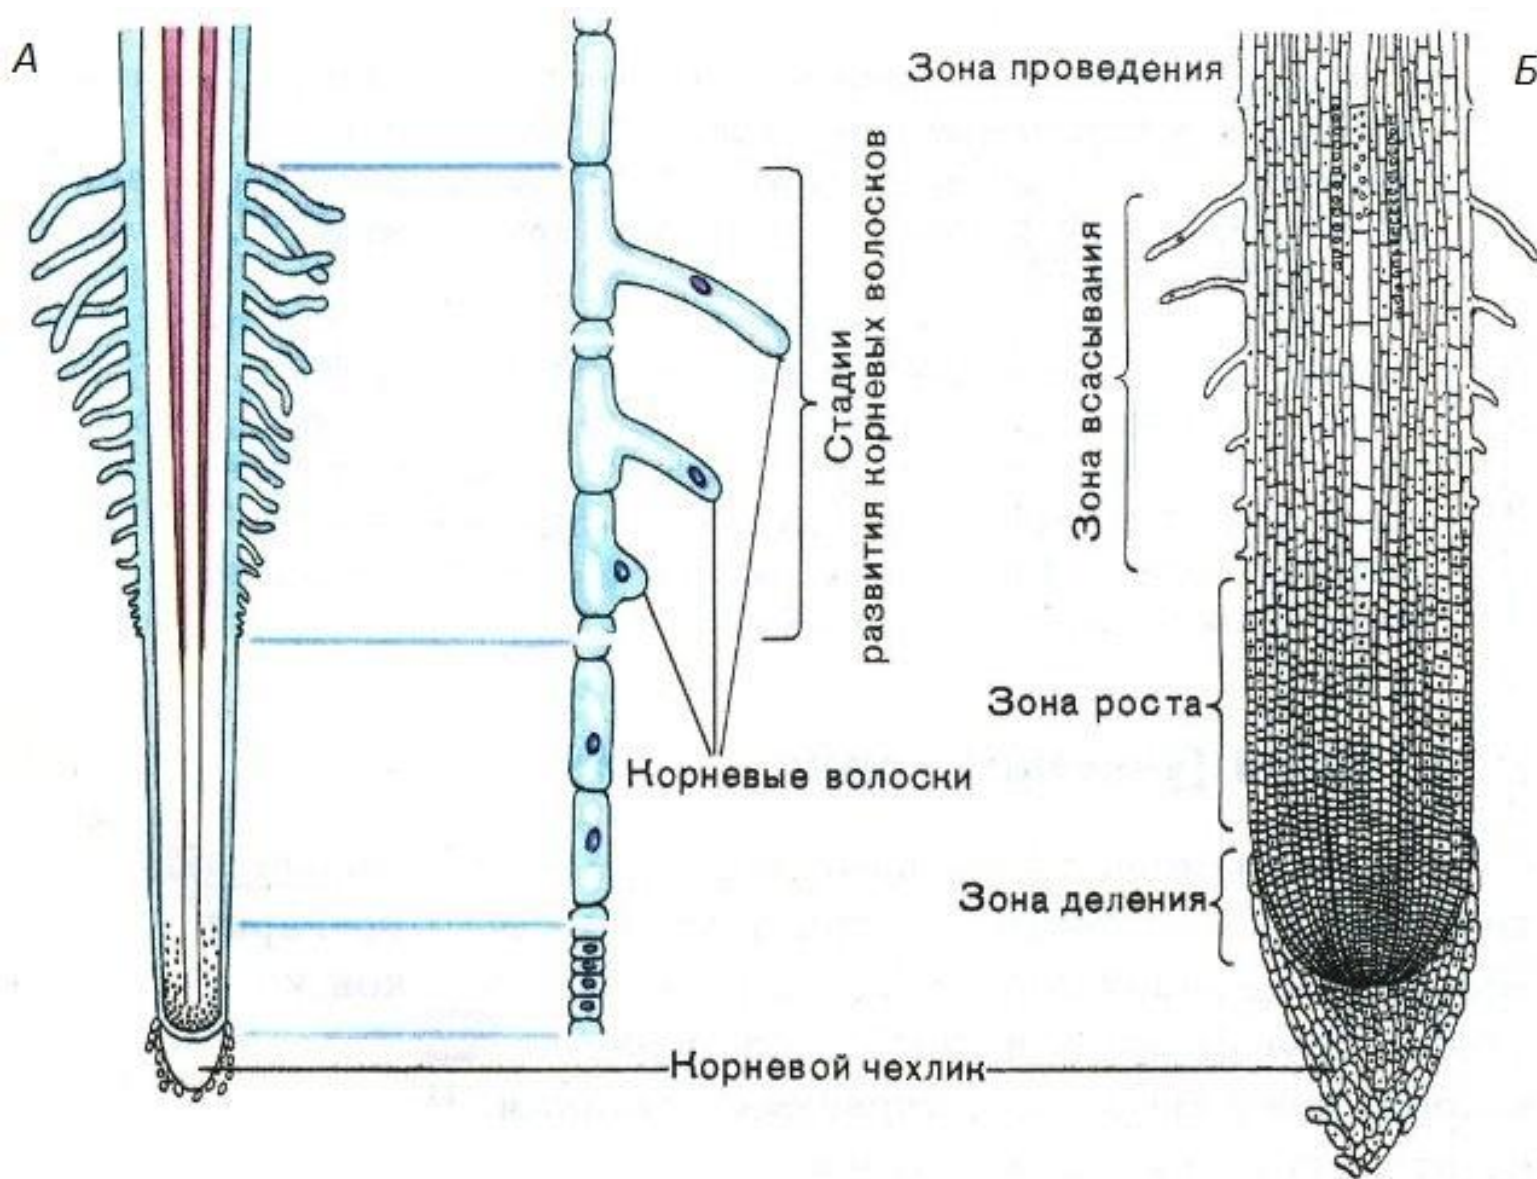 А
Зона проведения
Б
Стадии
развития корневых волосков
Зона всасывания
Зона роста
Корневые волоски
Зона деления
Корневой чехлик